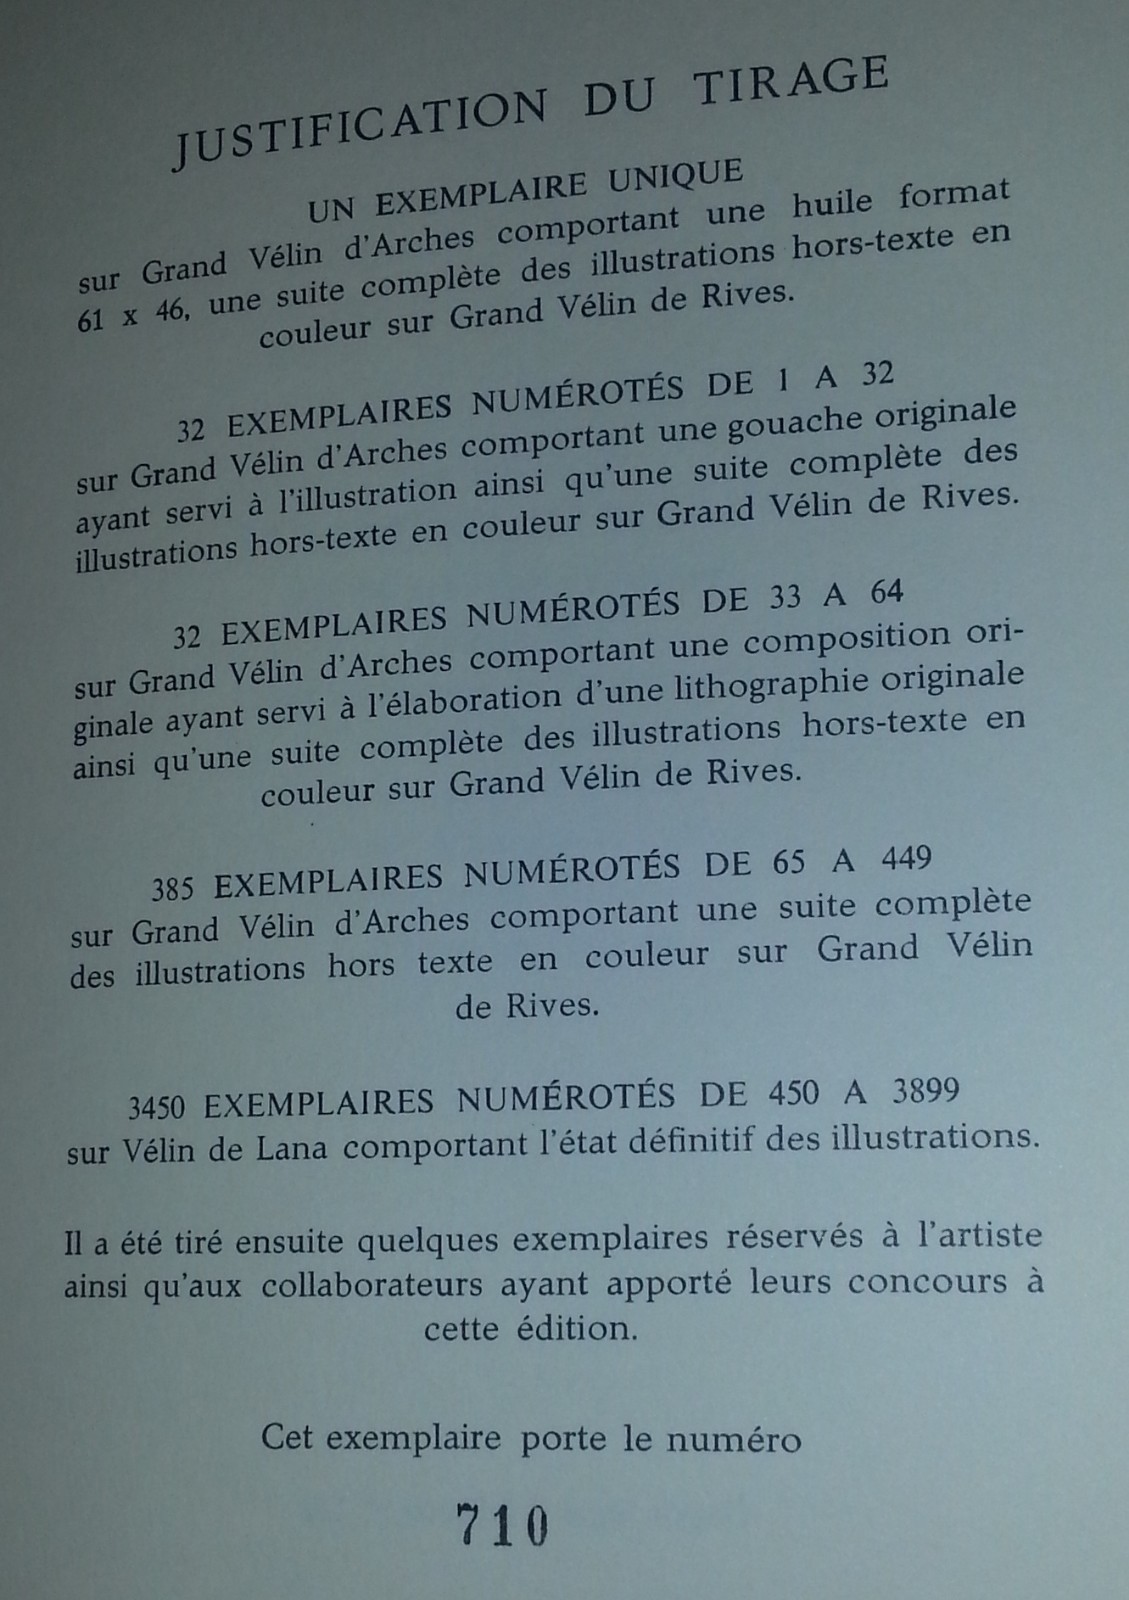 JUSTIFICATION DU TIRAGE
UN EXEMPLAIRE UNIQUE
sur Grand Vélin d'Arches comportant une huile format
61 x 46, une suite complète des illustrations hors-texte en
couleur sur Grand Vélin de Rives.
32 EXEMPLAIRES NUMÉROTÉS DE 1 A 32
sur Grand Vélin d'Arches comportant une gouache originale
ayant servi à l'illustration ainsi qu'une suite complète des
illustrations hors-texte en couleur sur Grand Vélin de Rives.
32 EXEMPLAIRES NUMÉROTÉS DE 33 A 64
sur Grand Vélin d'Arches comportant une composition ori-
ginale ayant servi à l'élaboration d'une lithographie originale
ainsi qu'une suite complète des illustrations hors-texte en
couleur sur Grand Vélin de Rives.
385 EXEMPLAIRES NUMÉROTÉS DE 65 A 449
sur Grand Vélin d'Arches comportant une suite complète
des illustrations hors texte en couleur sur Grand Vélin
de Rives.
3450 EXEMPLAIRES NUMÉROTÉS DE 450 A 3899
sur Vélin de Lana comportant l'état définitif des illustrations.
Il a été tiré ensuite quelques exemplaires réservés à l'artiste
ainsi qu'aux collaborateurs ayant apporté leurs concours à
cette édition.
Cet exemplaire porte le numéro
710